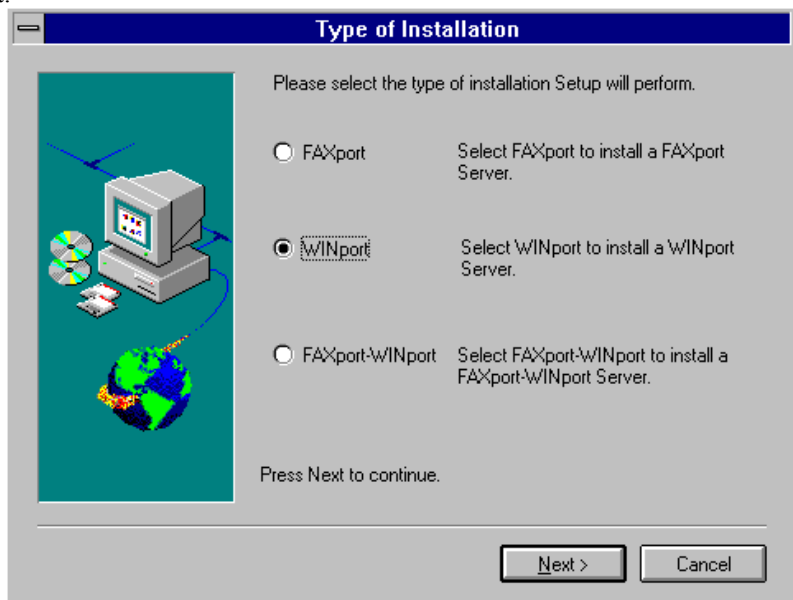 Type of Installation
Please select the type of installation Setup will perform.
FAXport
Select FAXport to install a FAXport
Server.
WINport
Select WINport to install a WINport
Server.
FAXport-WINport
Select FAXport-WINport to install a
FAXport-WINport Server.
Press Next to continue.
Next >
Cancel